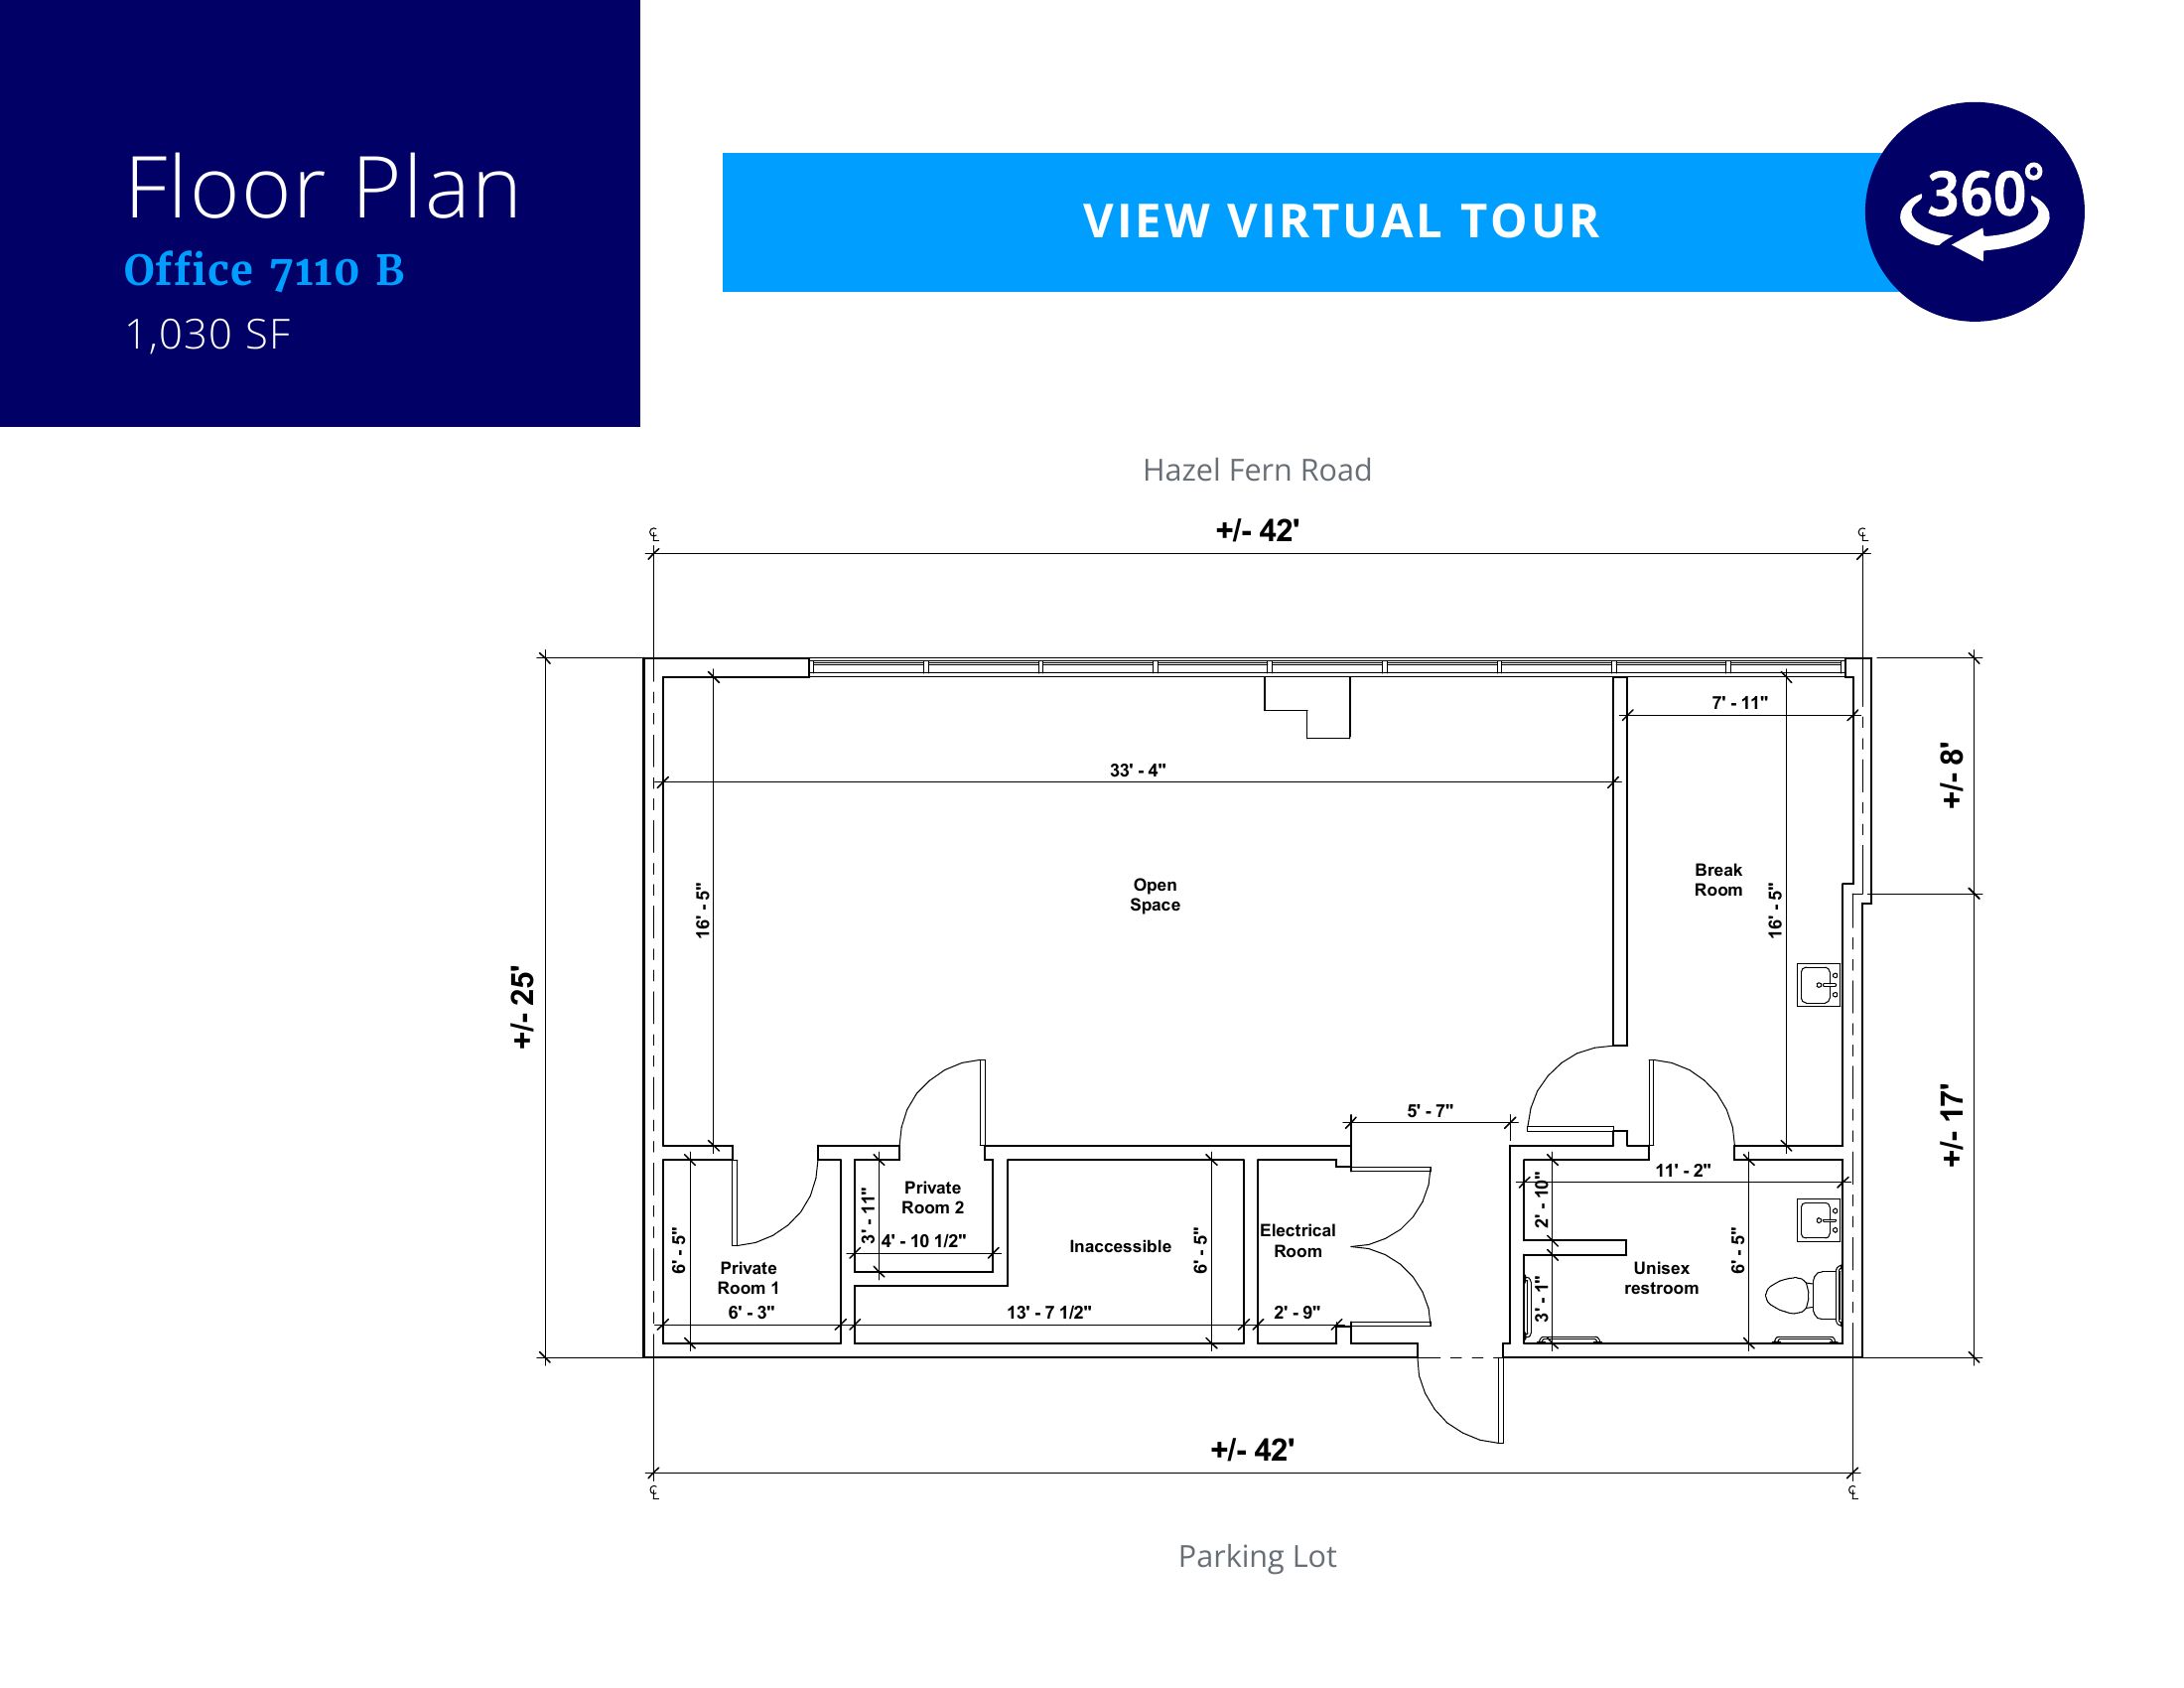 Floor Plan
Office 7110 B
1,030 SF
VIEW VIRTUAL TOUR
360°
Hazel Fern Road
+/- 42'
℄
℄
7' - 11"
+/- 8'
33' - 4"
Open
Space
Break
Room
16' - 5"
16' - 5"
+/- 25'
+/- 17'
5' - 7"
11' - 2"
Private
Room 2
3' - 11"
4' - 10 1/2"
2' - 10"
Electrical
Room
Inaccessible
6' - 5"
6' - 5"
6' - 5"
Private
Room 1
Unisex
restroom
3' - 1"
6' - 3"
13' - 7 1/2"
2' - 9"
+/- 42'
℄
℄
Parking Lot